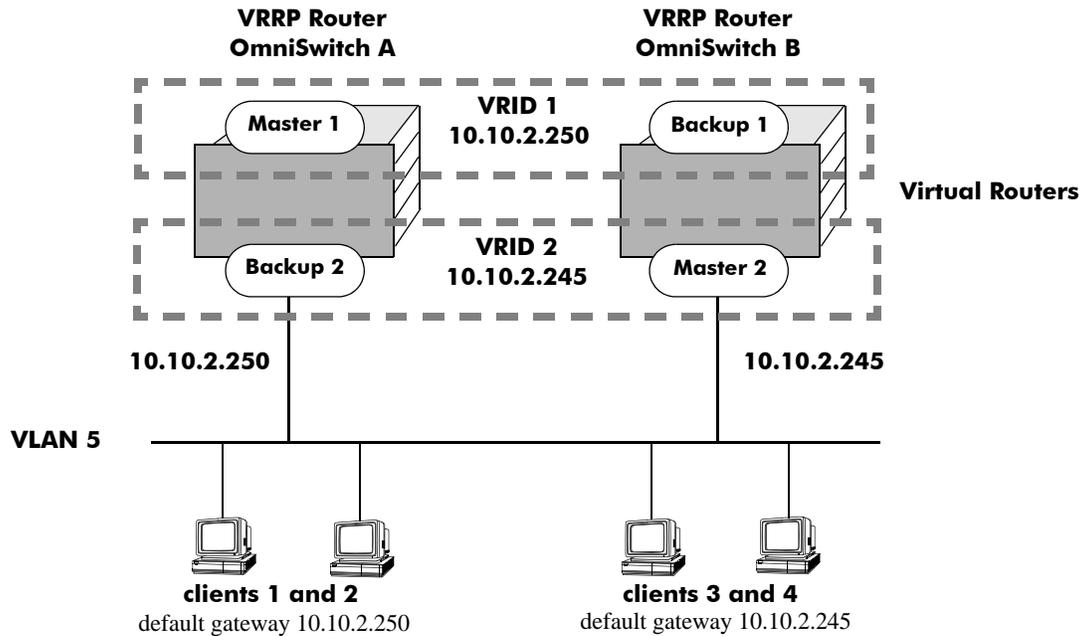 VRRP Router
OmniSwitch A
VRRP Router
OmniSwitch B
Master 1
VRID 1
10.10.2.250
Backup 1
Virtual Routers
Backup 2
VRID 2
10.10.2.245
Master 2
10.10.2.250
10.10.2.245
VLAN 5
clients 1 and 2
default gateway 10.10.2.250
clients 3 and 4
default gateway 10.10.2.245